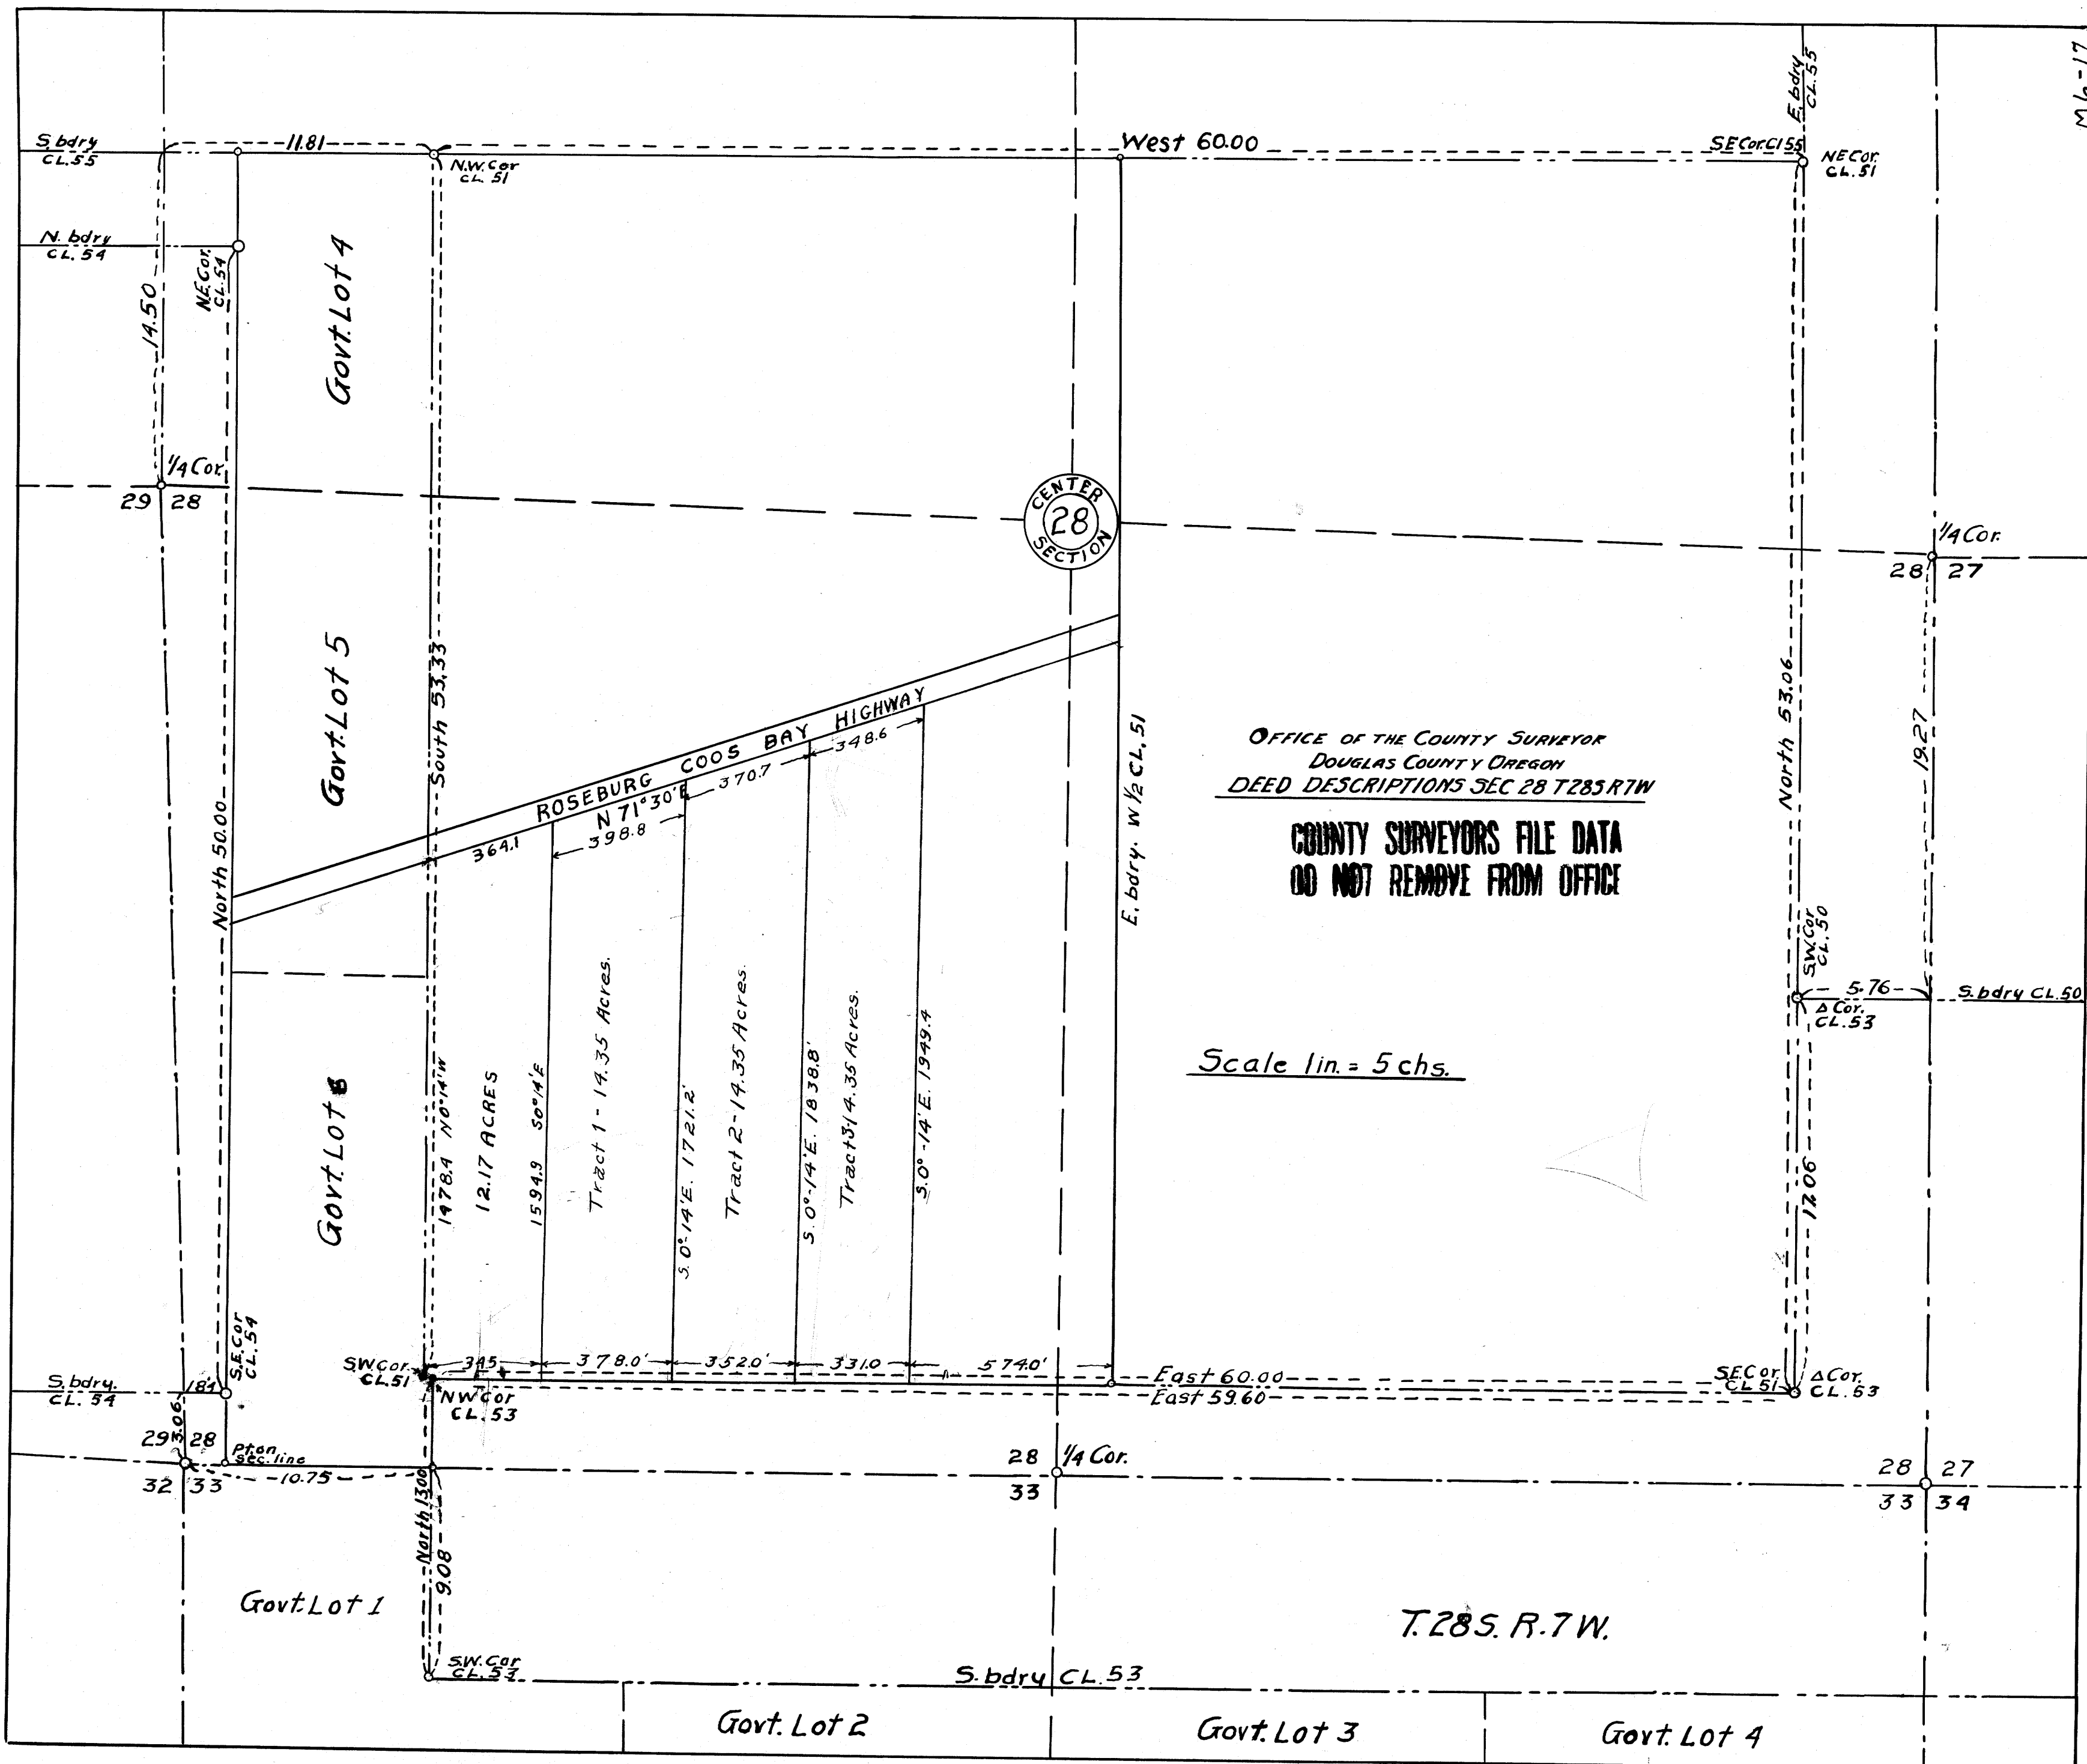 M6-17
E. bdry
CL. 55
S. bdry
CL. 55
11.81
N.W. Cor
CL. 51
West 60.00
SE Cor. Cl 55
NE Cor.
CL. 51
N. bdry
CL. 54
N.E. Cor.
CL. 54
14.50
Govt. Lot 4
1/4 Cor.
29 28
CENTER
28
SECTION
1/4 Cor.
28 27
Govt. Lot 5
South 53.33
North 50.00
ROSEBURG COOS BAY HIGHWAY
N 71°30' E
364.1
398.8
370.7
348.6
E. bdry. W 1/2 CL. 51
OFFICE OF THE COUNTY SURVEYOR
DOUGLAS COUNTY OREGON
DEED DESCRIPTIONS SEC 28 T28S R7W
COUNTY SURVEYORS FILE DATA
DO NOT REMOVE FROM OFFICE
North 53.06
19.27
S.W. Cor
CL. 50
5.76
S. bdry CL. 50
Δ Cor.
CL. 53
Scale 1 in. = 5 chs.
Govt. Lot
1478.4 N0°14'W
12.17 ACRES
1594.9 S0°14'E
Tract 1 - 14.35 Acres.
S. 0°-14'E. 1721.2'
Tract 2 - 14.35 Acres.
S. 0°-14'E. 1838.8'
Tract 3-14.35 Acres.
S. 0°-14'E. 1949.4
17.06
S.E. Cor
CL. 54
SW. Cor.
CL. 51
345
378.0'
352.0'
331.0
574.0'
East 60.00
East 59.60
SE Cor.
CL 51
Δ Cor.
CL. 53
S. bdry.
CL. 54
1.84
NW Cor
CL. 53
3.06
29 28
32 33
Pt. on
sec. line
10.75
28 1/4 Cor.
33
28 27
33 34
North 13.00
9.08
Govt. Lot 1
T. 28 S. R. 7 W.
S.W. Cor
CL. 53
S. bdry CL. 53
Govt. Lot 2
Govt. Lot 3
Govt. Lot 4